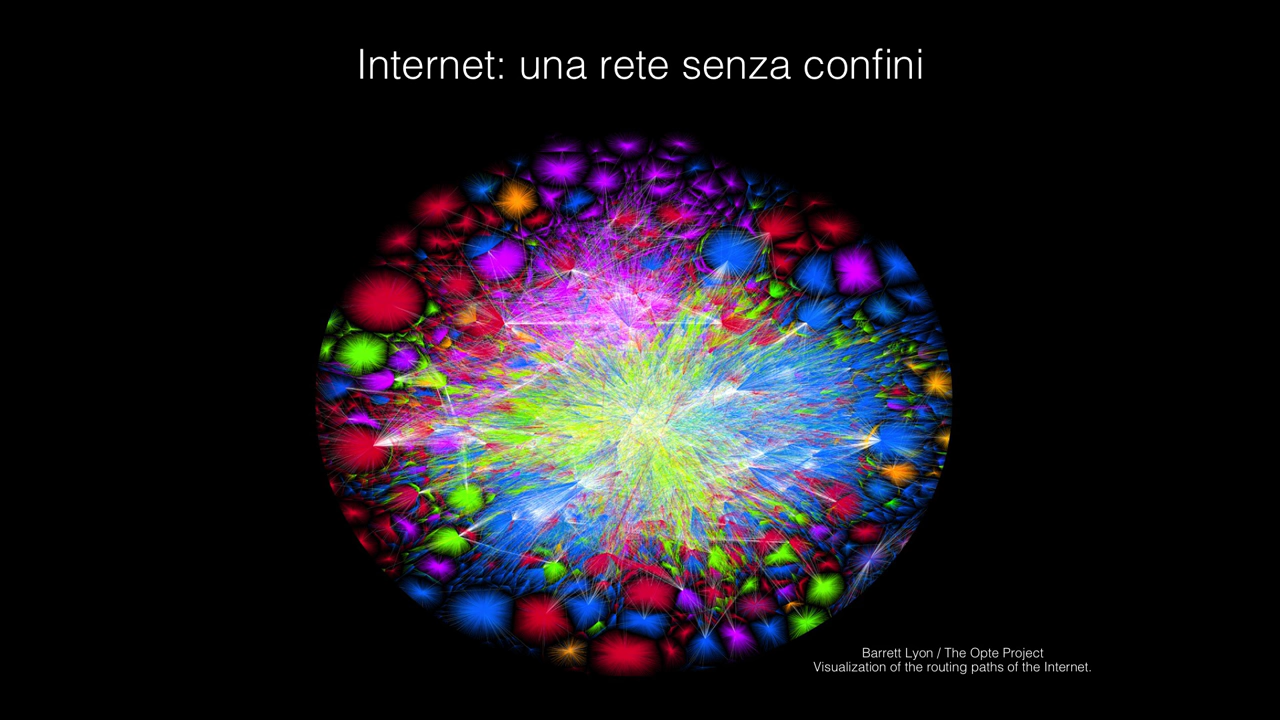 Internet: una rete senza confini
Barrett Lyon / The Opte Project
Visualization of the routing paths of the Internet.